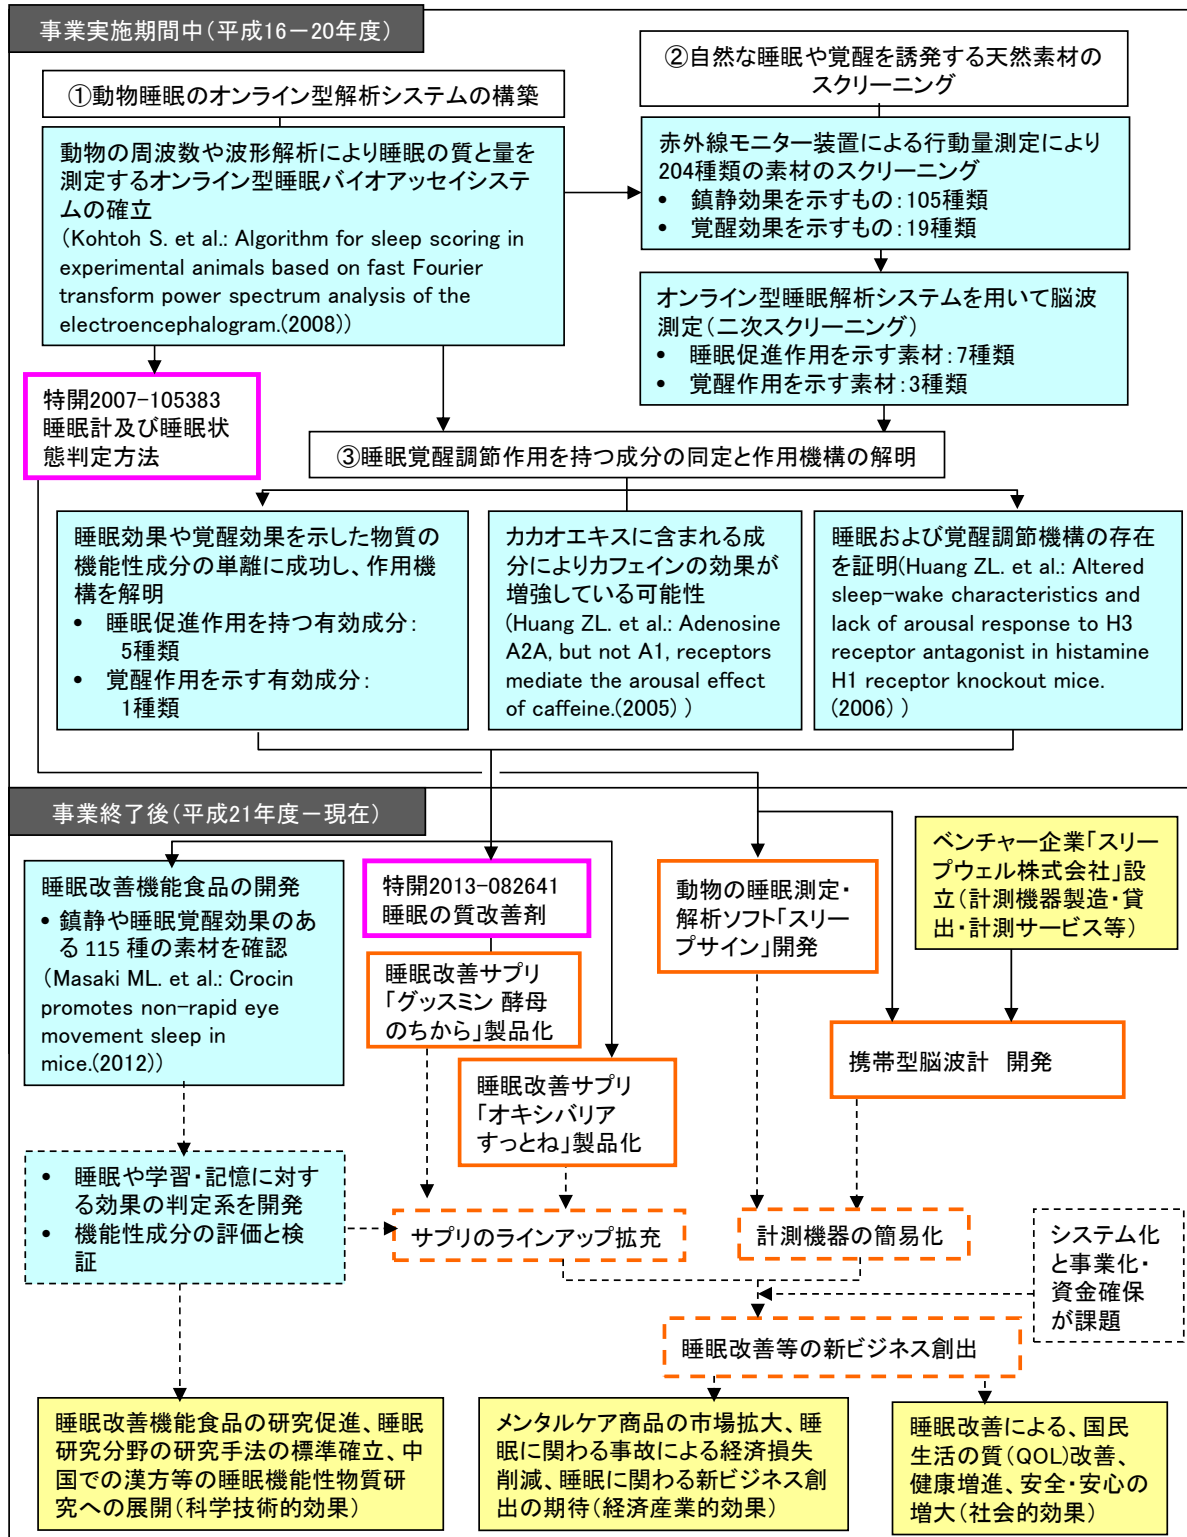 事業実施期間中(平成16－20年度)
①動物睡眠のオンライン型解析システムの構築
動物の周波数や波形解析により睡眠の質と量を
測定するオンライン型睡眠バイオアッセイシステ
ムの確立
(Kohtoh S. et al.: Algorithm for sleep scoring in
experimental animals based on fast Fourier
transform power spectrum analysis of the
electroencephalogram.(2008))
②自然な睡眠や覚醒を誘発する天然素材の
スクリーニング
赤外線モニター装置による行動量測定により
204種類の素材のスクリーニング
• 鎮静効果を示すもの：105種類
• 覚醒効果を示すもの：19種類
オンライン型睡眠解析システムを用いて脳波
測定(二次スクリーニング)
• 睡眠促進作用を示す素材：7種類
• 覚醒作用を示す素材：3種類
特開2007-105383
睡眠計及び睡眠状
態判定方法
③睡眠覚醒調節作用を持つ成分の同定と作用機構の解明
睡眠効果や覚醒効果を示した物質の
機能性成分の単離に成功し、作用機
構を解明
• 睡眠促進作用を持つ有効成分：
5種類
• 覚醒作用を示す有効成分：
1種類
カカオエキスに含まれる成
分によりカフェインの効果が
増強している可能性
(Huang ZL. et al.: Adenosine
A2A, but not A1, receptors
mediate the arousal effect
of caffeine.(2005) )
睡眠および覚醒調節機構の存在
を証明(Huang ZL. et al.: Altered
sleep-wake characteristics and
lack of arousal response to H3
receptor antagonist in histamine
H1 receptor knockout mice.
(2006) )
事業終了後(平成21年度－現在)
睡眠改善機能食品の開発
• 鎮静や睡眠覚醒効果のあ
る 115 種の素材を確認
(Masaki ML. et al.: Crocin
promotes non-rapid eye
movement sleep in
mice.(2012))
特開2013-082641
睡眠の質改善剤
睡眠改善サプリ
「グッスミン 酵母
のちから」製品化
睡眠改善サプリ
「オキシバリア
すっとね」製品化
動物の睡眠測定・
解析ソフト「スリー
プサイン」開発
ベンチャー企業「スリー
プウェル株式会社」設
立(計測機器製造・貸
出・計測サービス等)
携帯型脳波計 開発
• 睡眠や学習・記憶に対す
る効果の判定系を開発
• 機能性成分の評価と検
証
サプリのラインアップ拡充
計測機器の簡易化
システム化
と事業化・
資金確保
が課題
睡眠改善等の新ビジネス創出
睡眠改善機能食品の研究促進、睡眠
研究分野の研究手法の標準確立、中
国での漢方等の睡眠機能性物質研
究への展開(科学技術的効果)
メンタルケア商品の市場拡大、睡
眠に関わる事故による経済損失
削減、睡眠に関わる新ビジネス創
出の期待(経済産業的効果)
睡眠改善による、国民
生活の質(QOL)改善、
健康増進、安全・安心の
増大(社会的効果)